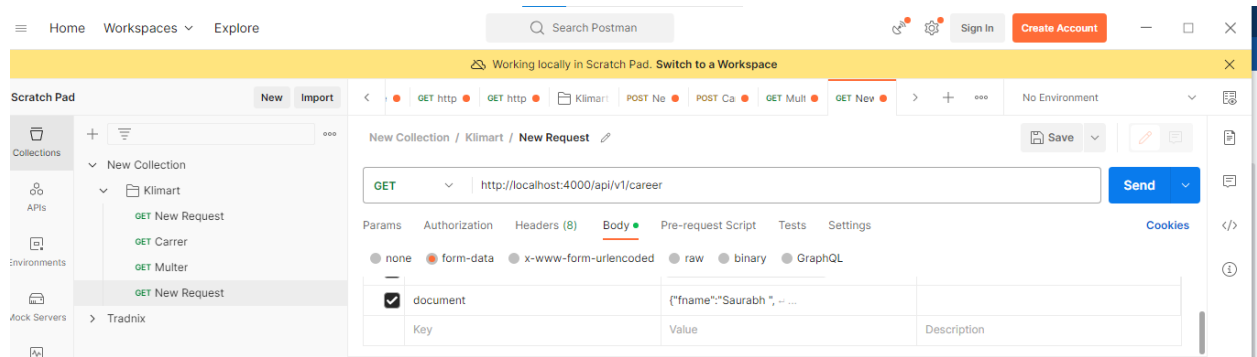 Home Workspaces Explore Search Postman Sign In Create Account
Working locally in Scratch Pad. Switch to a Workspace
Scratch Pad New Import GET http GET http Klimart POST Ne POST Ca GET Mult GET New No Environment
Collections
APIs
Environments
Mock Servers
New Collection
Klimart
GET New Request
GET Carrer
GET Multer
GET New Request
Tradnix
New Collection / Klimart / New Request Save
GET http://localhost:4000/api/v1/career Send
Params Authorization Headers (8) Body Pre-request Script Tests Settings Cookies
none form-data x-www-form-urlencoded raw binary GraphQL
document {"fname":"Saurabh ", ...
Key Value Description